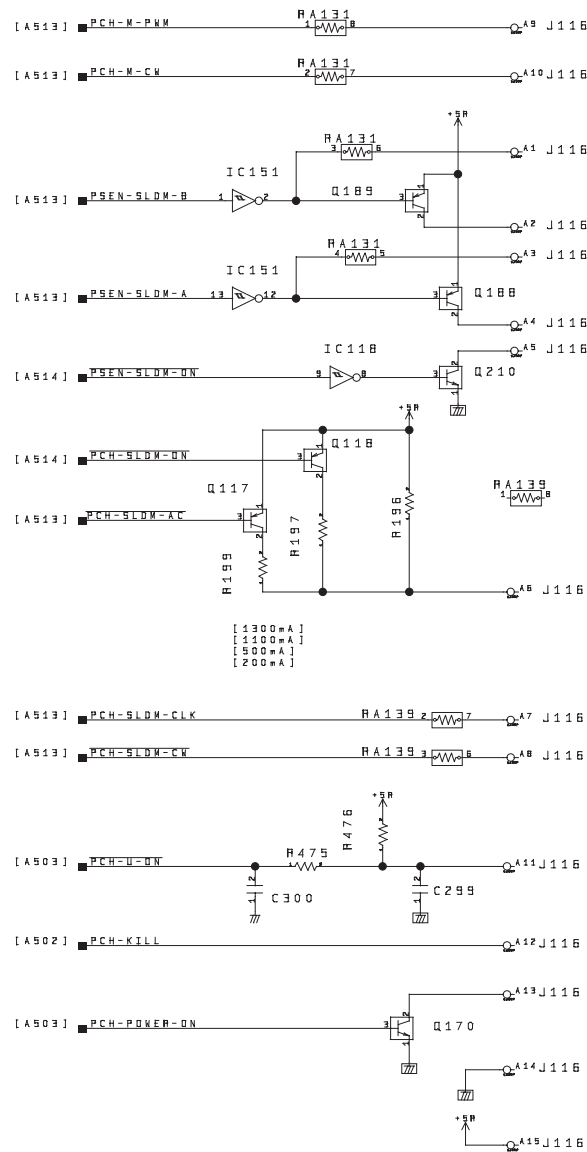 RA131
[A513] PCH-M-PWM 1 8 A9 J116
RA131
[A513] PCH-M-CW 2 7 A10 J116
+5R
RA131
3 6 A1 J116
IC151 Q189
[A513] PSEN-SLDM-B 1 2 3 1 2 A2 J116
RA131
4 5 A3 J116
IC151
[A513] PSEN-SLDM-A 13 12 3 1 2 Q188
A4 J116
IC118
A5 J116
[A514] PSEN-SLDM-ON 9 8 3 2 1 Q210
+5R
Q118
[A514] PCH-SLDM-ON 3 1 2
RA139
1 8
Q117
[A513] PCH-SLDM-AC 3 1 2
R199 R197 R196
A6 J116
[1300mA]
[1100mA]
[500mA]
[200mA]
[A513] PCH-SLDM-CLK RA139 2 7 A7 J116
[A513] PCH-SLDM-CW RA139 3 6 A8 J116
+5R
R476
R475
[A503] PCH-U-ON A11 J116
2 1 C300 2 1 C299
[A502] PCH-KILL A12 J116
A13 J116
[A503] PCH-POWER-ON 3 2 1 Q170
A14 J116
+5R
A15 J116